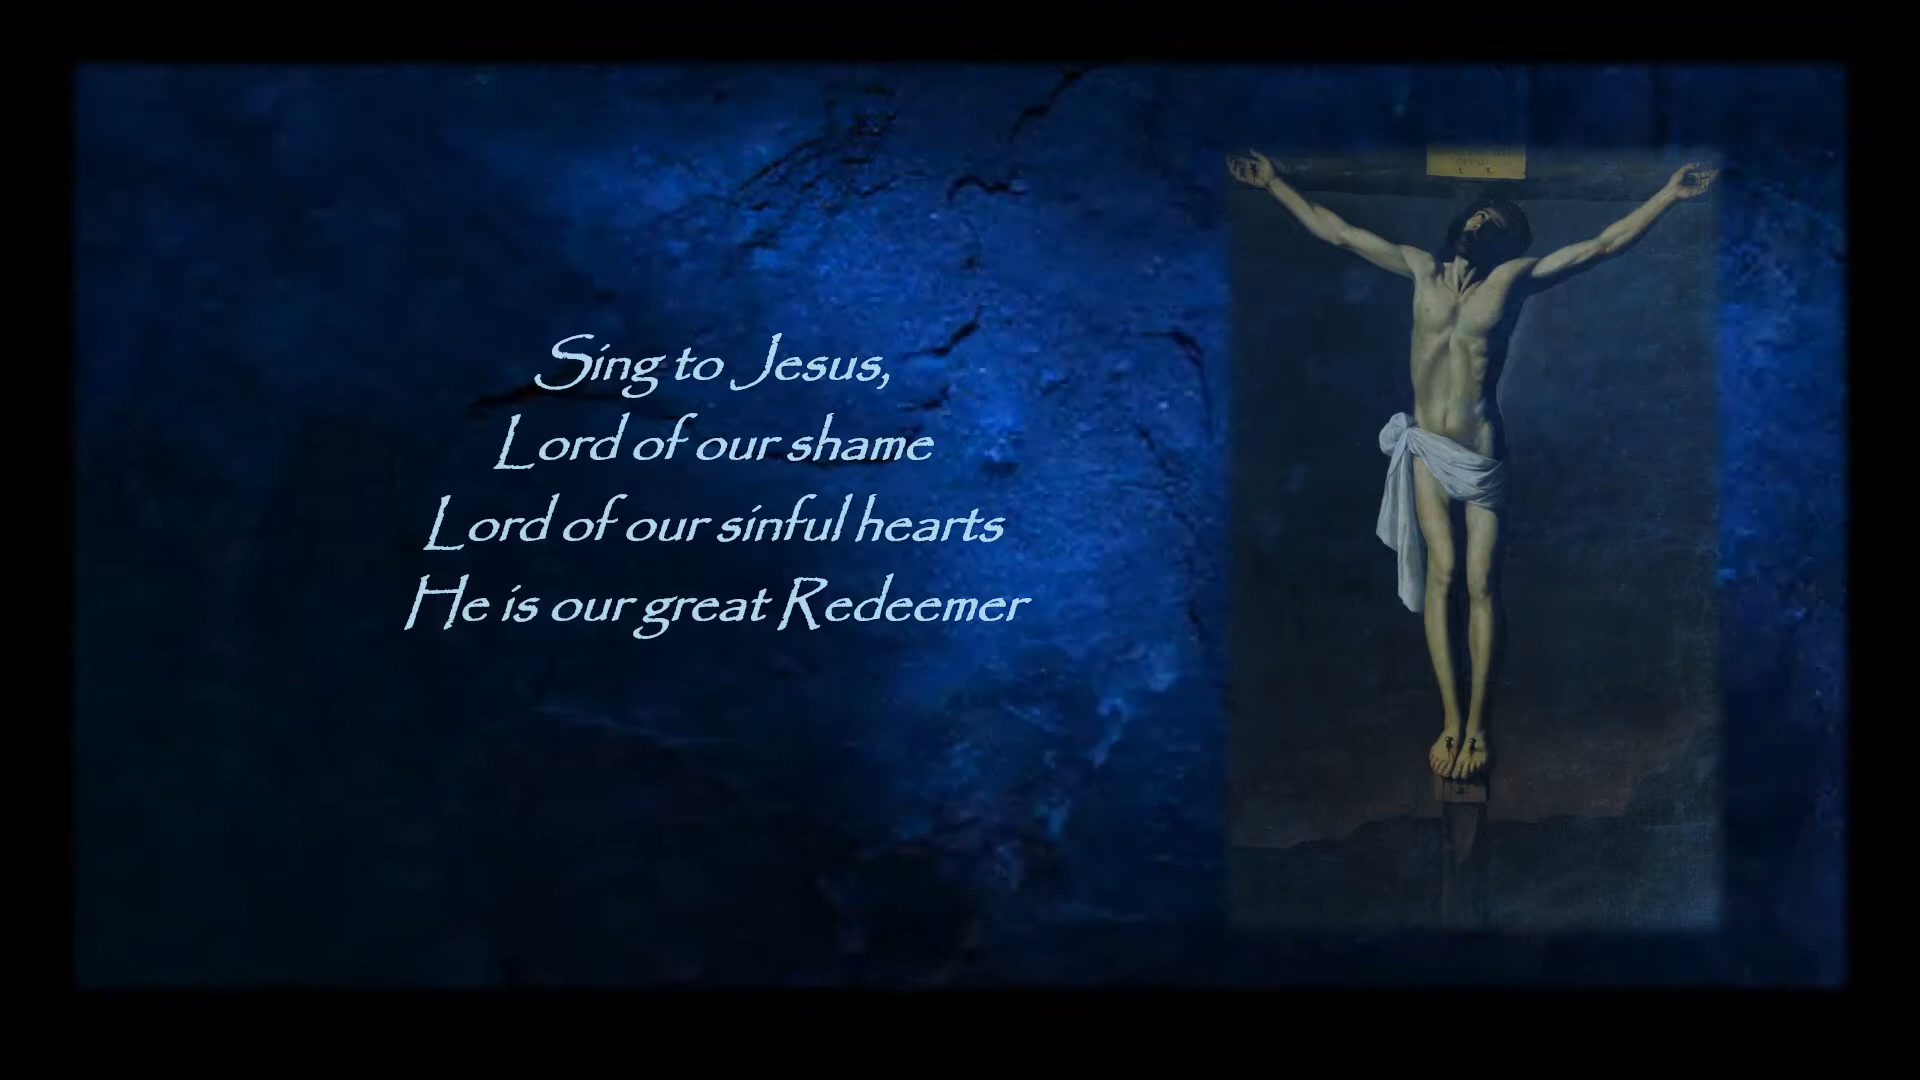 Sing to Jesus,
Lord of our shame
Lord of our sinful hearts
He is our great Redeemer